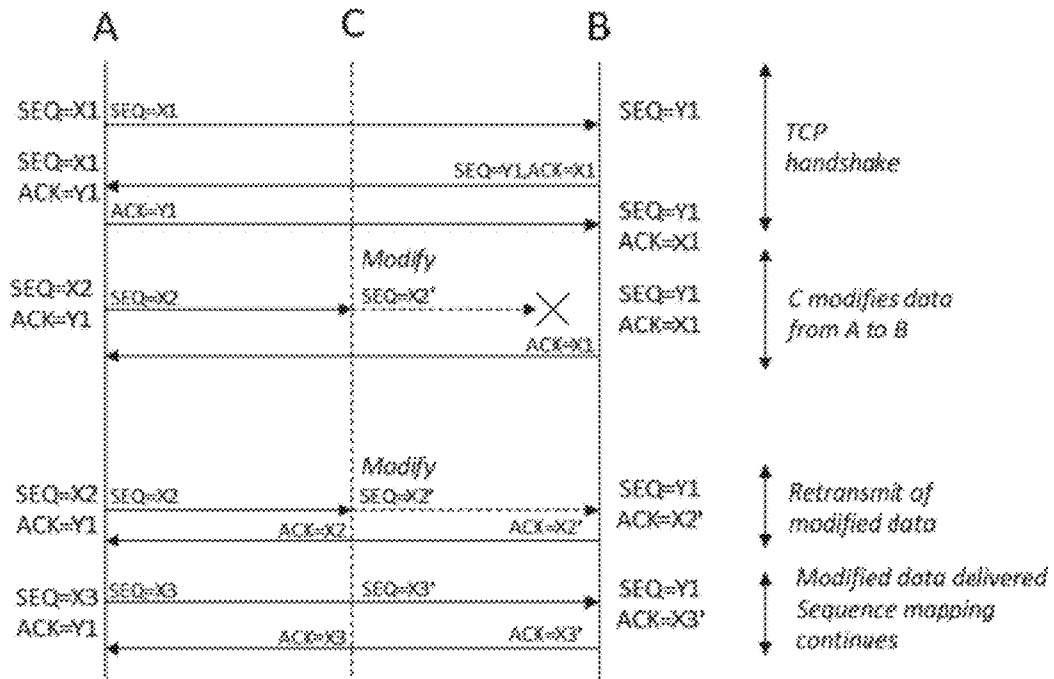 A
C
B
SEQ=X1
SEQ=X1
SEQ=Y1
TCP
handshake
SEQ=X1
ACK=Y1
SEQ=Y1,ACK=X1
ACK=Y1
SEQ=Y1
ACK=X1
Modify
SEQ=X2
ACK=Y1
SEQ=X2
SEQ=X2'
SEQ=Y1
ACK=X1
C modifies data
from A to B
ACK=X1
Modify
SEQ=X2
ACK=Y1
SEQ=X2
SEQ=X2'
SEQ=Y1
ACK=X2'
Retransmit of
modified data
ACK=X2
ACK=X2'
SEQ=X3
ACK=Y1
SEQ=X3
SEQ=X3'
SEQ=Y1
ACK=X3'
Modified data delivered
Sequence mapping
continues
ACK=X3
ACK=X3'